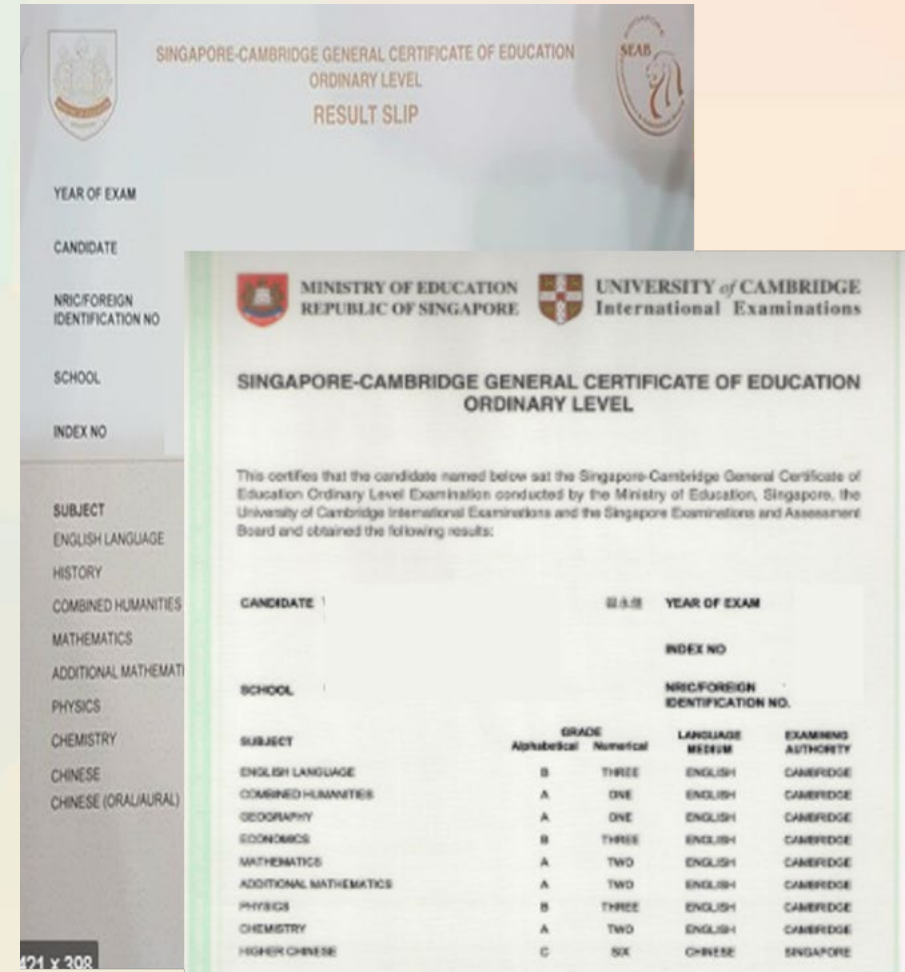 SINGAPORE-CAMBRIDGE GENERAL CERTIFICATE OF EDUCATION
ORDINARY LEVEL
RESULT SLIP
SEAB
YEAR OF EXAM
CANDIDATE
NRIC/FOREIGN
IDENTIFICATION NO
SCHOOL
INDEX NO
SUBJECT
ENGLISH LANGUAGE
HISTORY
COMBINED HUMANITIES
MATHEMATICS
ADDITIONAL MATHEMATI
PHYSICS
CHEMISTRY
CHINESE
CHINESE (ORAL/AURAL)
421 x 398
MINISTRY OF EDUCATION
REPUBLIC OF SINGAPORE
UNIVERSITY of CAMBRIDGE
International Examinations
SINGAPORE-CAMBRIDGE GENERAL CERTIFICATE OF EDUCATION
ORDINARY LEVEL
This certifies that the candidate named below sat the Singapore-Cambridge General Certificate of
Education Ordinary Level Examination conducted by the Ministry of Education, Singapore, the
University of Cambridge International Examinations and the Singapore Examinations and Assessment
Board and obtained the following results:
CANDIDATE YEAR OF EXAM
INDEX NO
SCHOOL NRIC/FOREIGN
IDENTIFICATION NO.
SUBJECT GRADE LANGUAGE EXAMINING
Alphabetical Numerical MEDIUM AUTHORITY
ENGLISH LANGUAGE B THREE ENGLISH CAMBRIDGE
COMBINED HUMANITIES A ONE ENGLISH CAMBRIDGE
GEOGRAPHY A ONE ENGLISH CAMBRIDGE
ECONOMICS B THREE ENGLISH CAMBRIDGE
MATHEMATICS A TWO ENGLISH CAMBRIDGE
ADDITIONAL MATHEMATICS A TWO ENGLISH CAMBRIDGE
PHYSICS B THREE ENGLISH CAMBRIDGE
CHEMISTRY A TWO ENGLISH CAMBRIDGE
HIGHER CHINESE C SIX CHINESE SINGAPORE